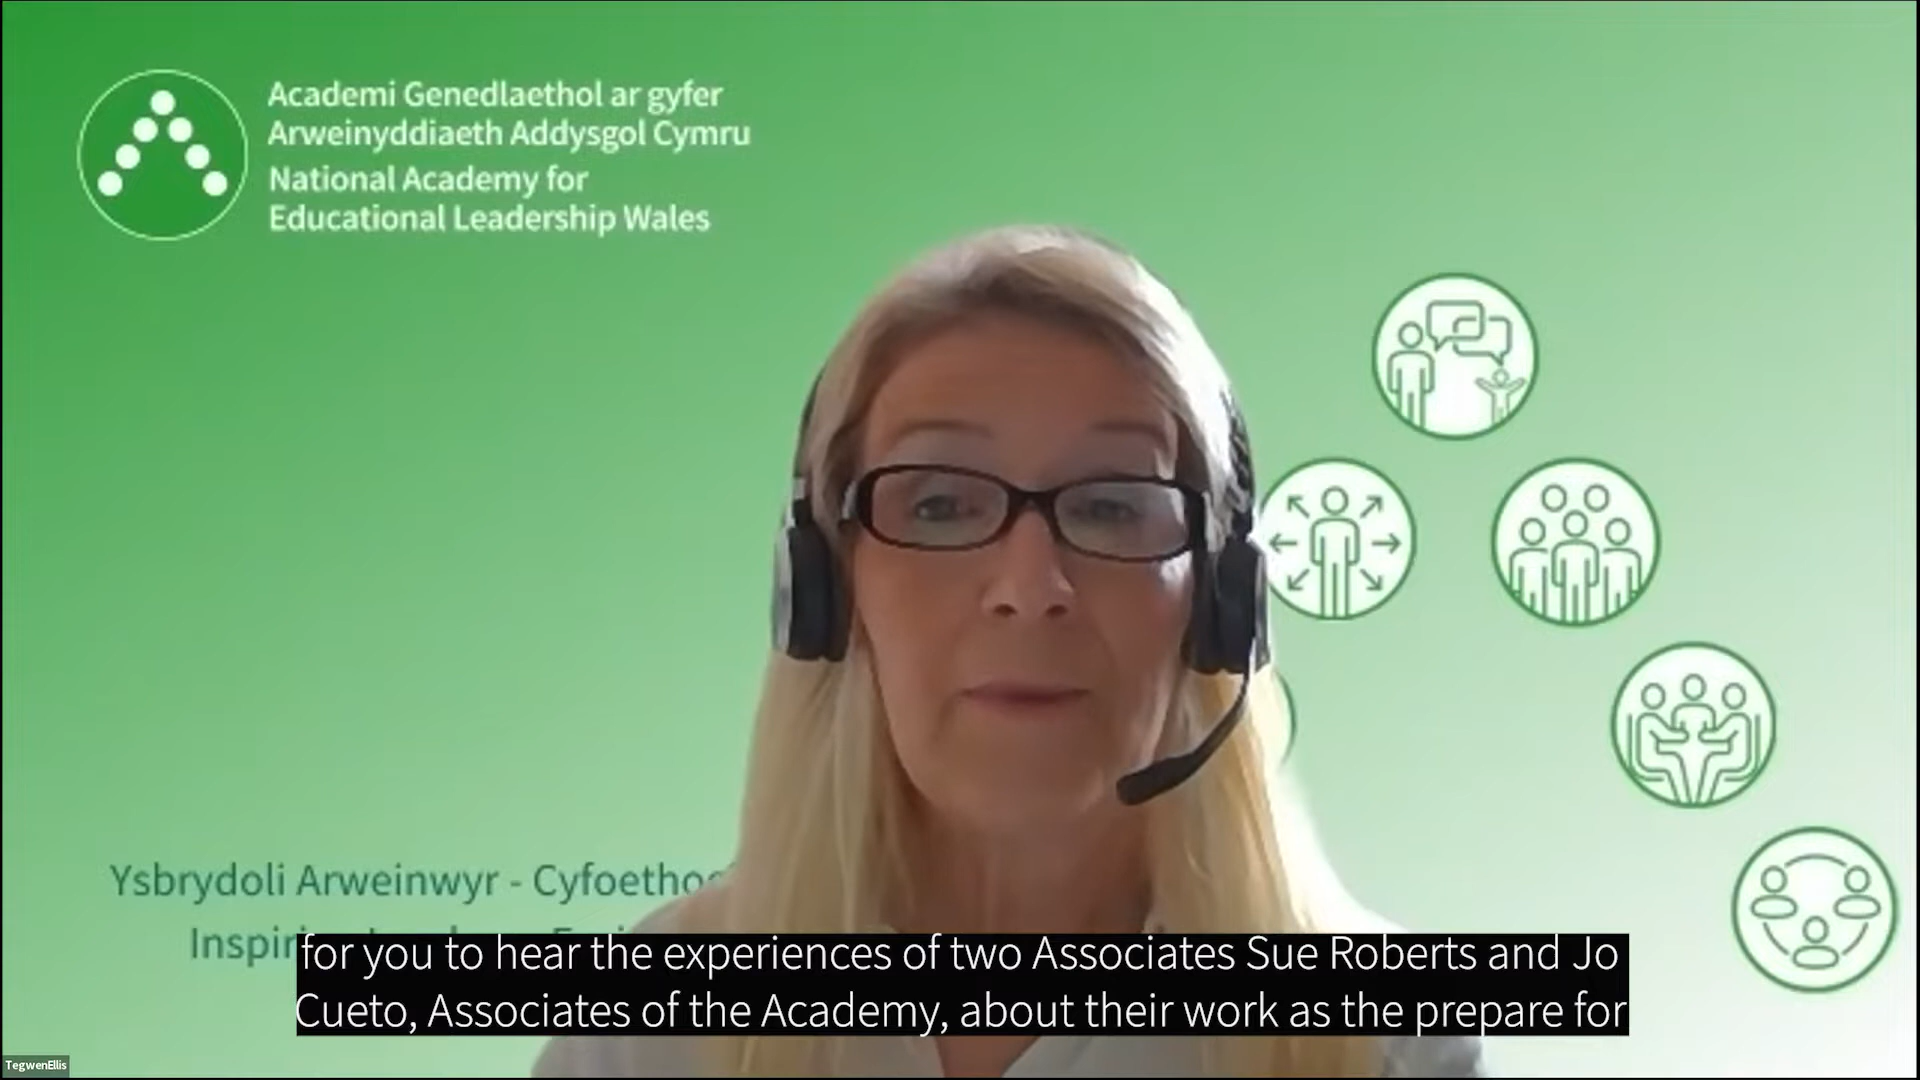 Academi Genedlaethol ar gyfer
Arweinyddiaeth Addysgol Cymru
National Academy for
Educational Leadership Wales
Ysbrydoli Arweinwyr - Cyfoethog
for you to hear the experiences of two Associates Sue Roberts and Jo
Cueto, Associates of the Academy, about their work as the prepare for
TegwenEllis